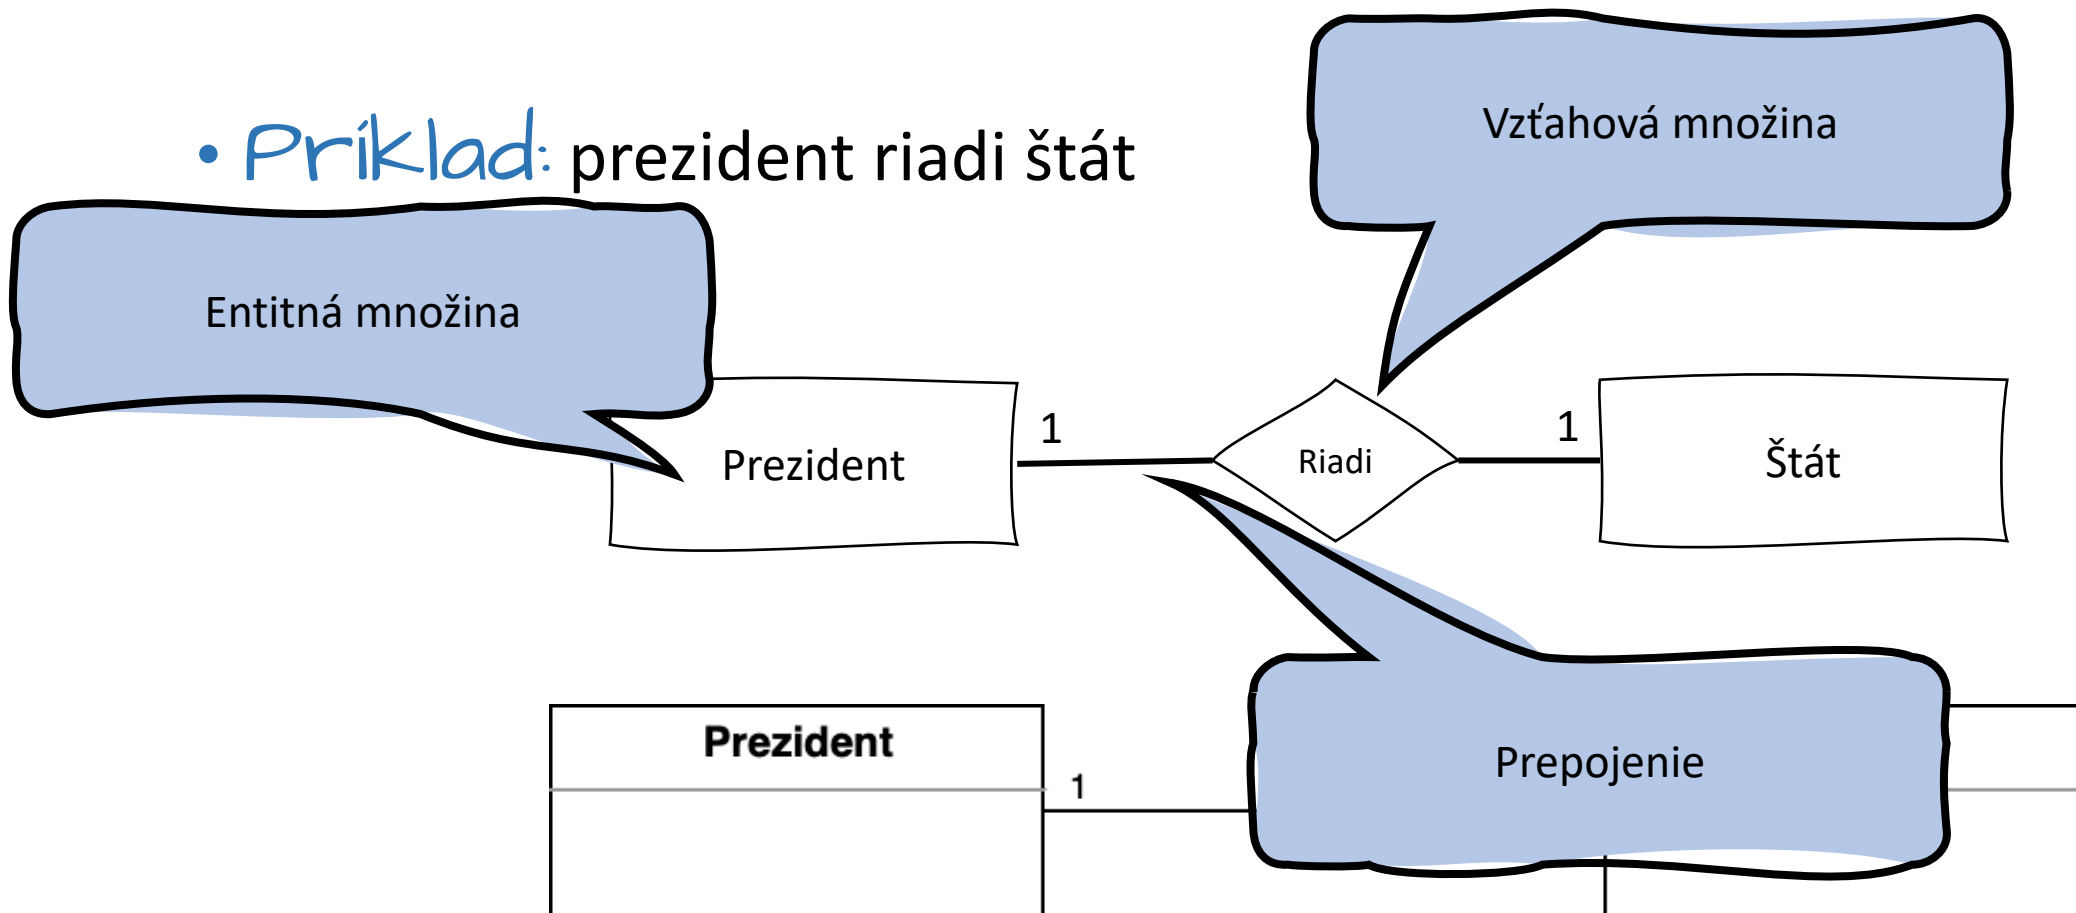 Vzťahová množina
• Príklad: prezident riadi štát
Entitná množina
1
1
Prezident
Riadi
Štát
Prezident
Prepojenie
1